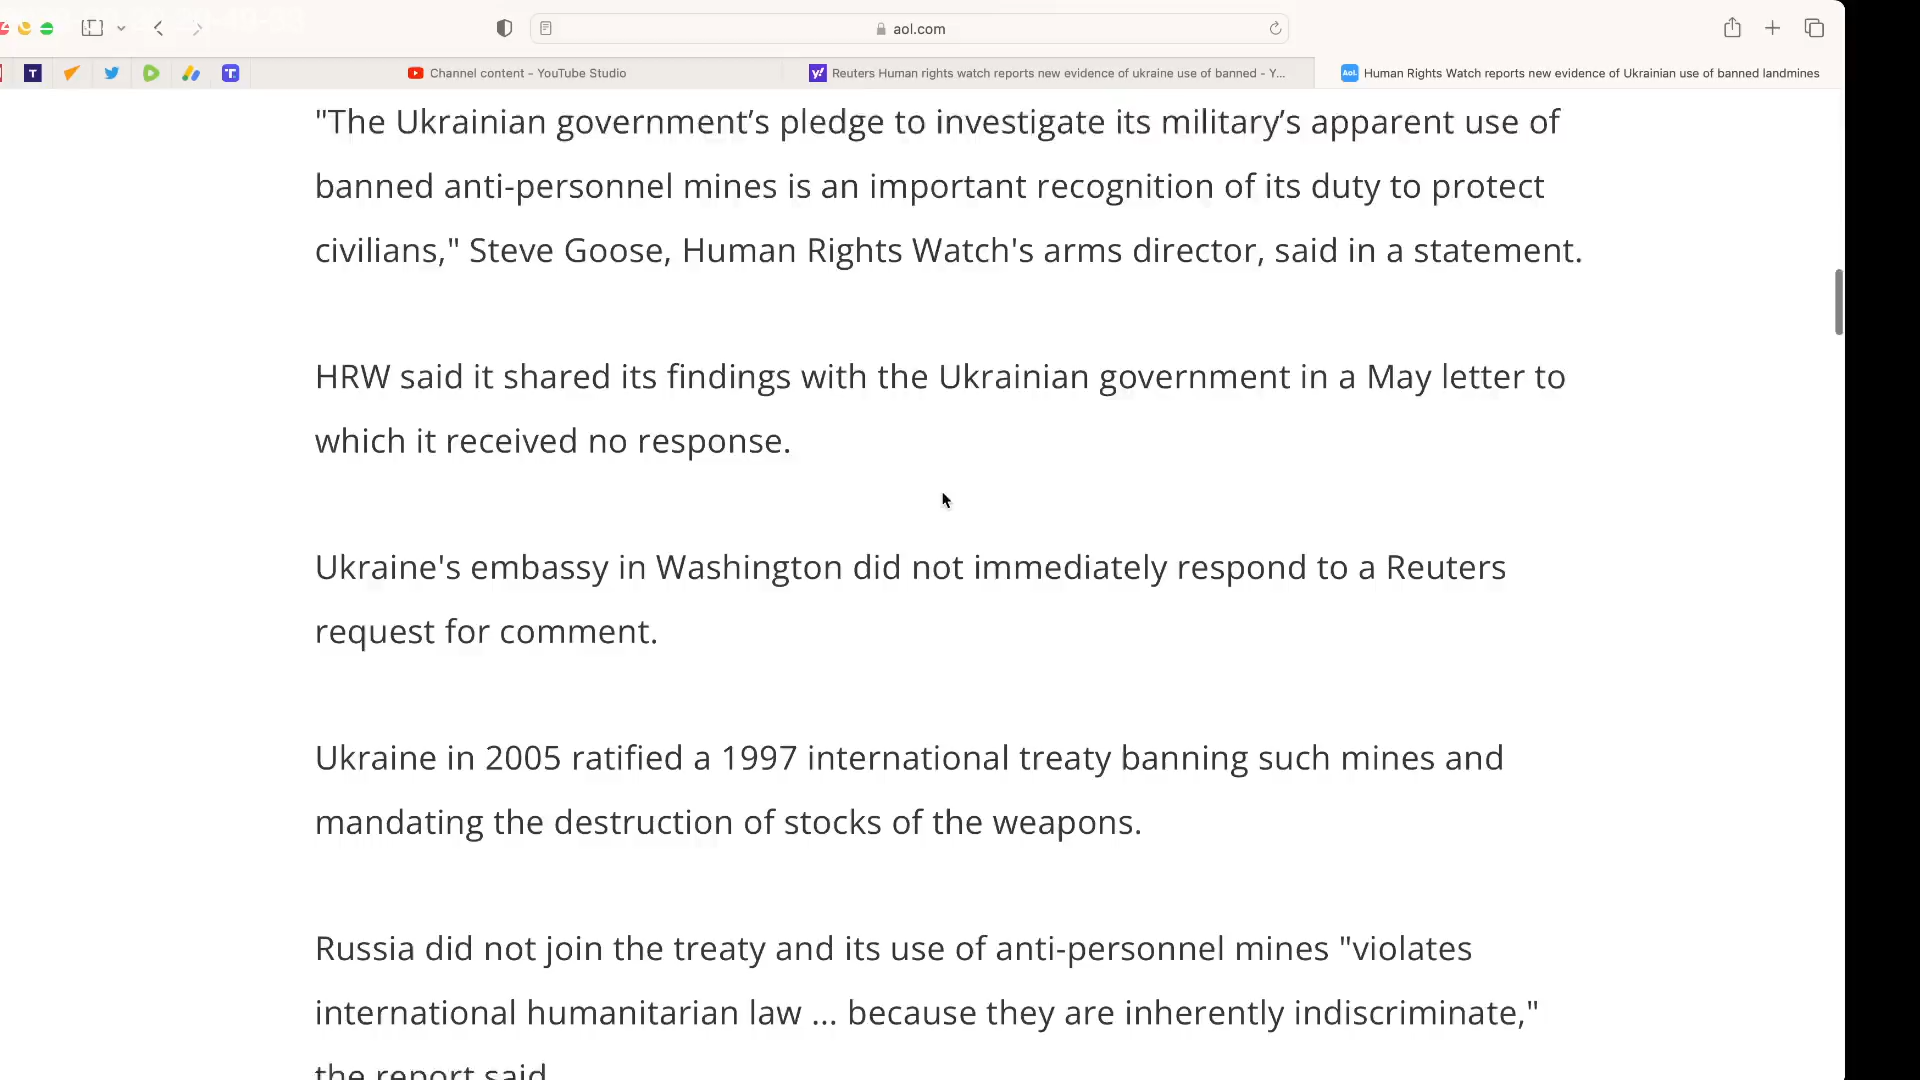 aol.com
T
T
Channel content – YouTube Studio
y!
Reuters Human rights watch reports new evidence of ukraine use of banned - Y...
Aol.
Human Rights Watch reports new evidence of Ukrainian use of banned landmines
"The Ukrainian government’s pledge to investigate its military’s apparent use of
banned anti-personnel mines is an important recognition of its duty to protect
civilians," Steve Goose, Human Rights Watch's arms director, said in a statement.
HRW said it shared its findings with the Ukrainian government in a May letter to
which it received no response.
Ukraine's embassy in Washington did not immediately respond to a Reuters
request for comment.
Ukraine in 2005 ratified a 1997 international treaty banning such mines and
mandating the destruction of stocks of the weapons.
Russia did not join the treaty and its use of anti-personnel mines "violates
international humanitarian law ... because they are inherently indiscriminate,"
the report said.